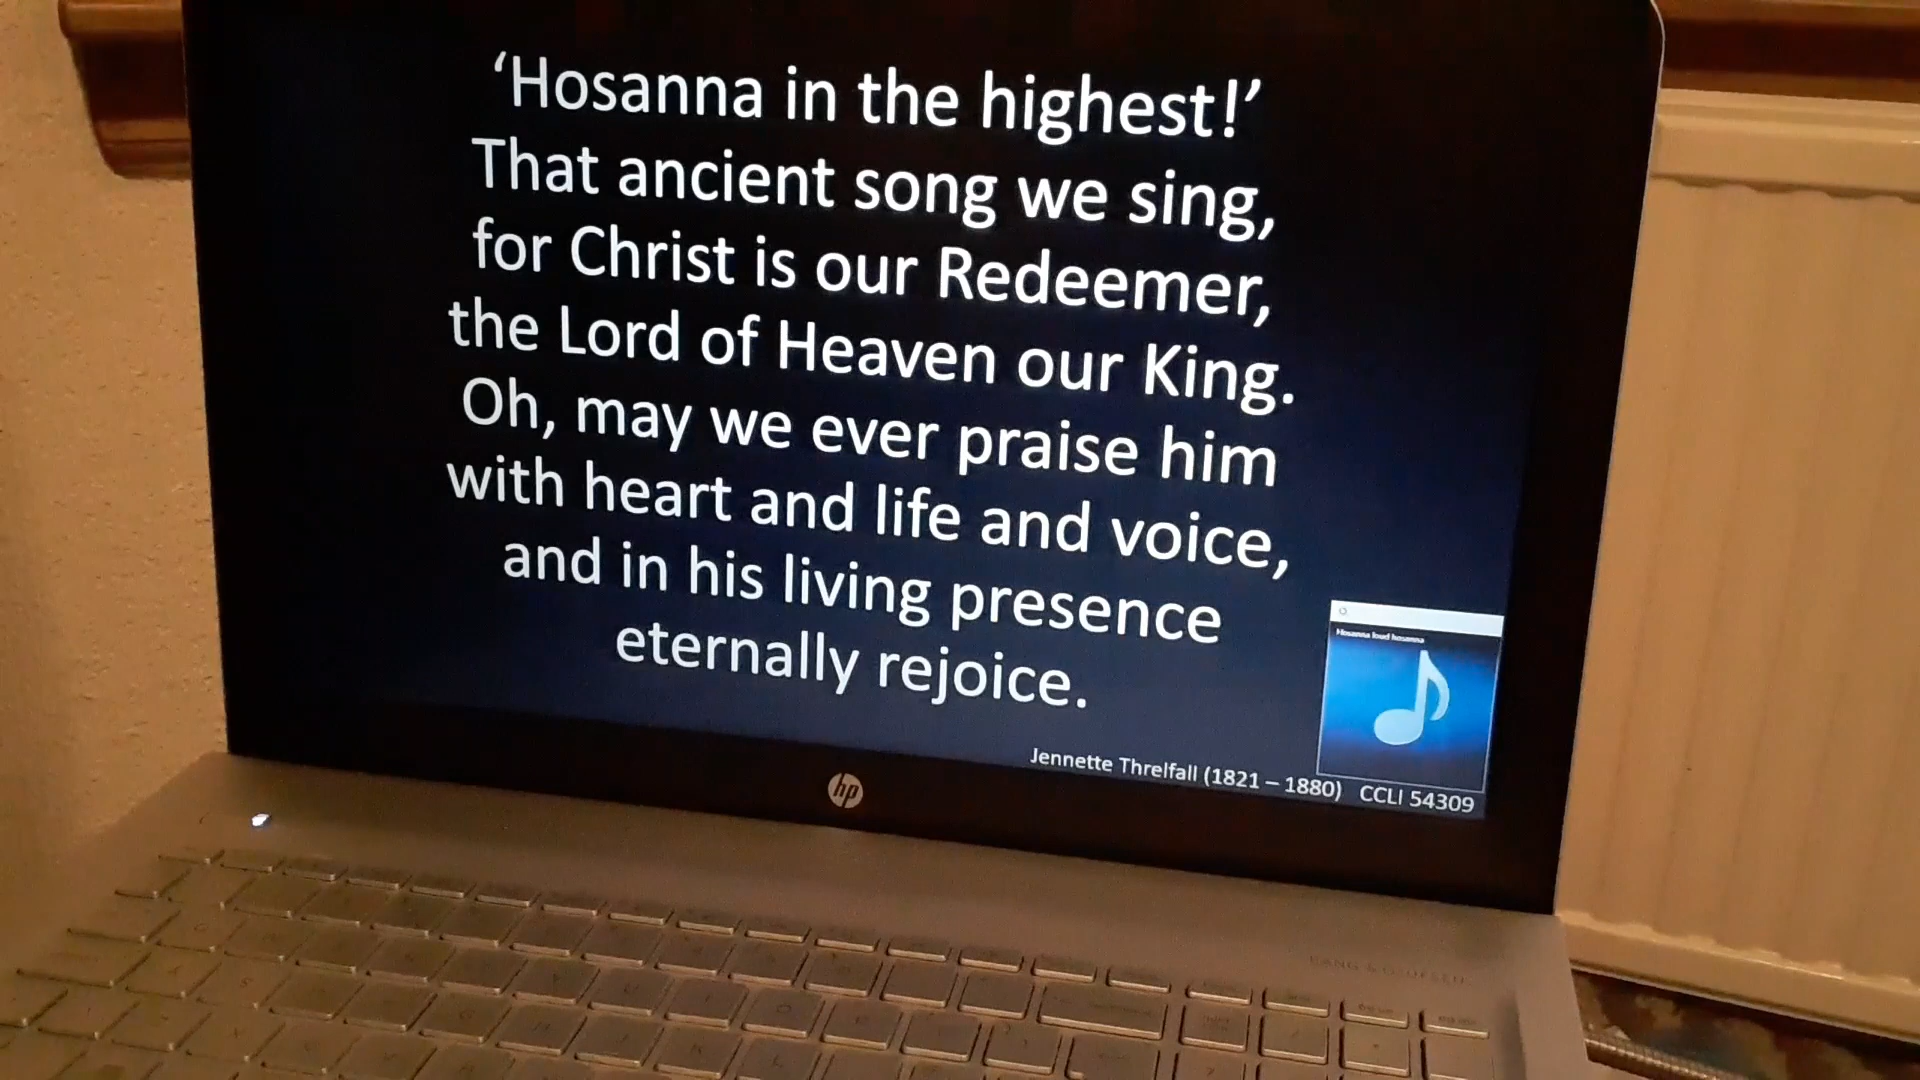 ‘Hosanna in the highest!’
That ancient song we sing,
for Christ is our Redeemer,
the Lord of Heaven our King.
Oh, may we ever praise him
with heart and life and voice,
and in his living presence
eternally rejoice.
Hosanna loud hosanna
Jennette Threlfall (1821 – 1880) CCLI 54309
hp
BANG & OLUFSEN